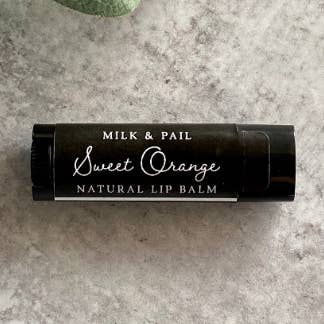 MILK & PAIL
Sweet Orange
NATURAL LIP BALM